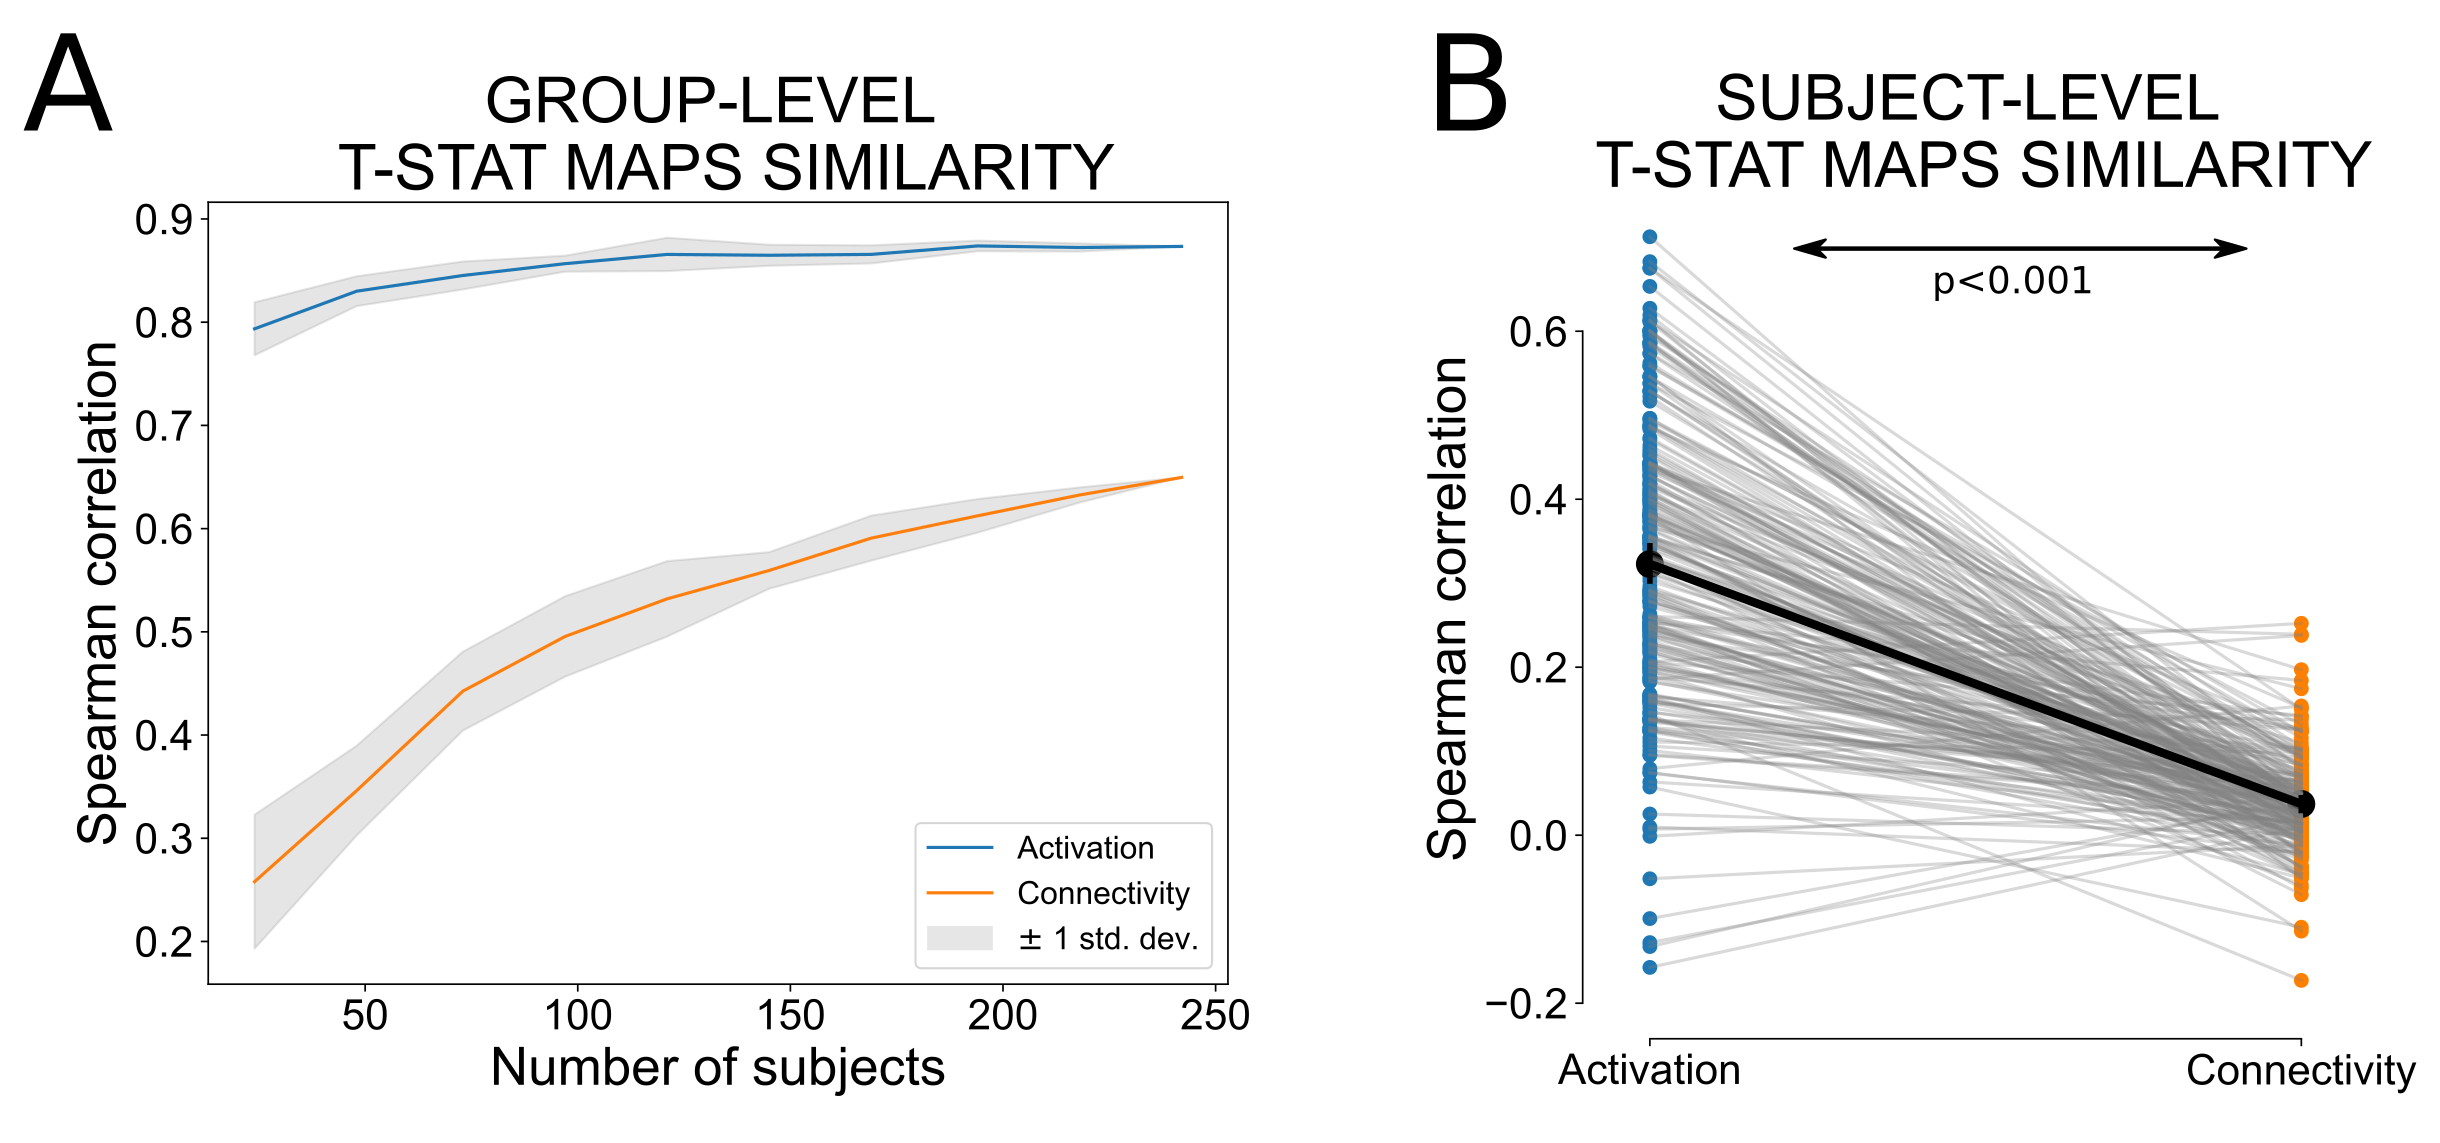 A
GROUP-LEVEL
T-STAT MAPS SIMILARITY
Spearman correlation
0.9
0.8
0.7
0.6
0.5
0.4
0.3
0.2
50 100 150 200 250
Number of subjects
Activation
Connectivity
± 1 std. dev.
B
SUBJECT-LEVEL
T-STAT MAPS SIMILARITY
p<0.001
Spearman correlation
0.6
0.4
0.2
0.0
−0.2
Activation Connectivity